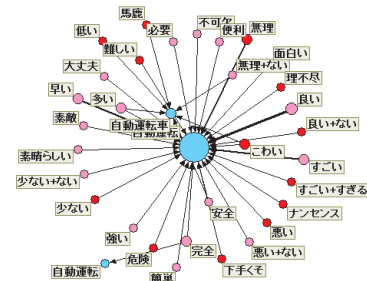 馬鹿
低い
必要
不可欠
便利
無理
難しい
面白い
大丈夫
無理+ない
理不尽
早い
多い
良い
素敵
自動運転車
自動運転
良い+ない
こわい
素晴らしい
すごい
少ない+ない
すごい+すぎる
少ない
安全
ナンセンス
強い
悪い
危険
完全
悪い+ない
自動運転
簡単
下手くそ